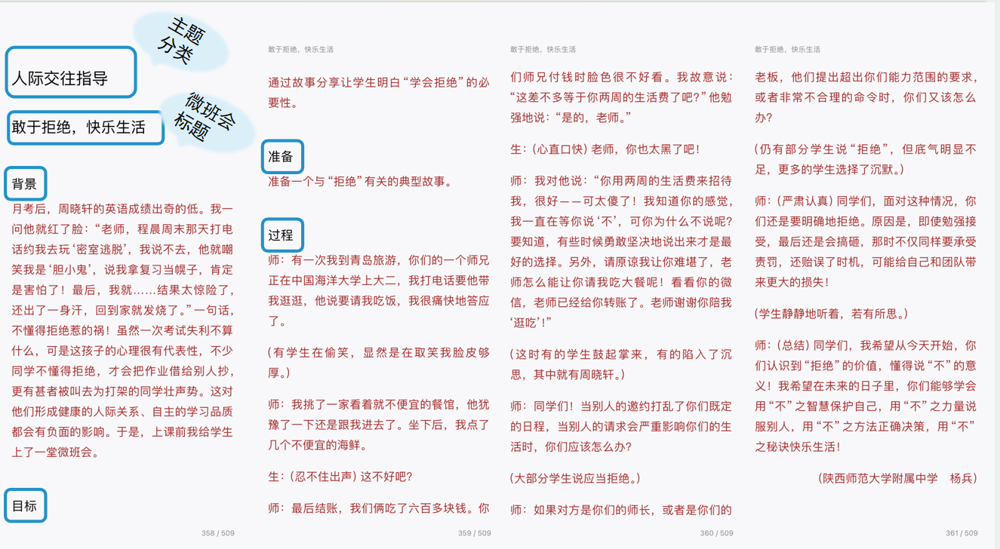 主题
分类
人际交往指导
微班会
标题
敢于拒绝，快乐生活
背景
月考后，周晓轩的英语成绩出奇的低。我一
问他就红了脸：“老师，程晨周末那天打电
话约我去玩‘密室逃脱’，我说不去，他就嘲
笑我是‘胆小鬼’，说我拿复习当幌子，肯定
是害怕了！最后，我就……结果太惊险了，
还出了一身汗，回到家就发烧了。”一句话，
不懂得拒绝惹的祸！虽然一次考试失利不算
什么，可是这孩子的心理很有代表性，不少
同学不懂得拒绝，才会把作业借给别人抄，
更有甚者被叫去为打架的同学壮声势。这对
他们形成健康的人际关系、自主的学习品质
都会有负面的影响。于是，上课前我给学生
上了一堂微班会。
目标
358 / 509
敢于拒绝，快乐生活
通过故事分享让学生明白“学会拒绝”的必
要性。
准备
准备一个与“拒绝”有关的典型故事。
过程
师：有一次我到青岛旅游，你们的一个师兄
正在中国海洋大学上大二，我打电话要他带
我逛逛，他说要请我吃饭，我很痛快地答应
了。
(有学生在偷笑，显然是在取笑我脸皮够
厚。)
师：我挑了一家看着就不便宜的餐馆，他犹
豫了一下还是跟我进去了。坐下后，我点了
几个不便宜的海鲜。
生：(忍不住出声) 这不好吧?
师：最后结账，我们俩吃了六百多块钱。你
359 / 509
敢于拒绝，快乐生活
们师兄付钱时脸色很不好看。我故意说：
“这差不多等于你两周的生活费了吧?”他勉
强地说：“是的，老师。”
生：(心直口快) 老师，你也太黑了吧！
师：我对他说：“你用两周的生活费来招待
我，很好——可太傻了！我知道你的感觉，
我一直在等你说‘不’，可你为什么不说呢?
要知道，有些时候勇敢坚决地说出来才是最
好的选择。另外，请原谅我让你难堪了，老
师怎么能让你请我吃大餐呢！看看你的微
信，老师已经给你转账了。老师谢谢你陪我
‘逛吃’！”
(这时有的学生鼓起掌来，有的陷入了沉
思，其中就有周晓轩。)
师：同学们！当别人的邀约打乱了你们既定
的日程，当别人的请求会严重影响你们的生
活时，你们应该怎么办?
(大部分学生说应当拒绝。)
师：如果对方是你们的师长，或者是你们的
360 / 509
敢于拒绝，快乐生活
老板，他们提出超出你们能力范围的要求，
或者非常不合理的命令时，你们又该怎么
办?
(仍有部分学生说“拒绝”，但底气明显不
足，更多的学生选择了沉默。)
师：(严肃认真) 同学们，面对这种情况，你
们还是要明确地拒绝。原因是，即使勉强接
受，最后还是会搞砸，那时不仅同样要承受
责罚，还贻误了时机，可能给自己和团队带
来更大的损失！
(学生静静地听着，若有所思。)
师：(总结) 同学们，我希望从今天开始，你
们认识到“拒绝”的价值，懂得说“不”的意
义！我希望在未来的日子里，你们能够学会
用“不”之智慧保护自己，用“不”之力量说
服别人，用“不”之方法正确决策，用“不”
之秘诀快乐生活！
(陕西师范大学附属中学　杨兵)
361 / 509